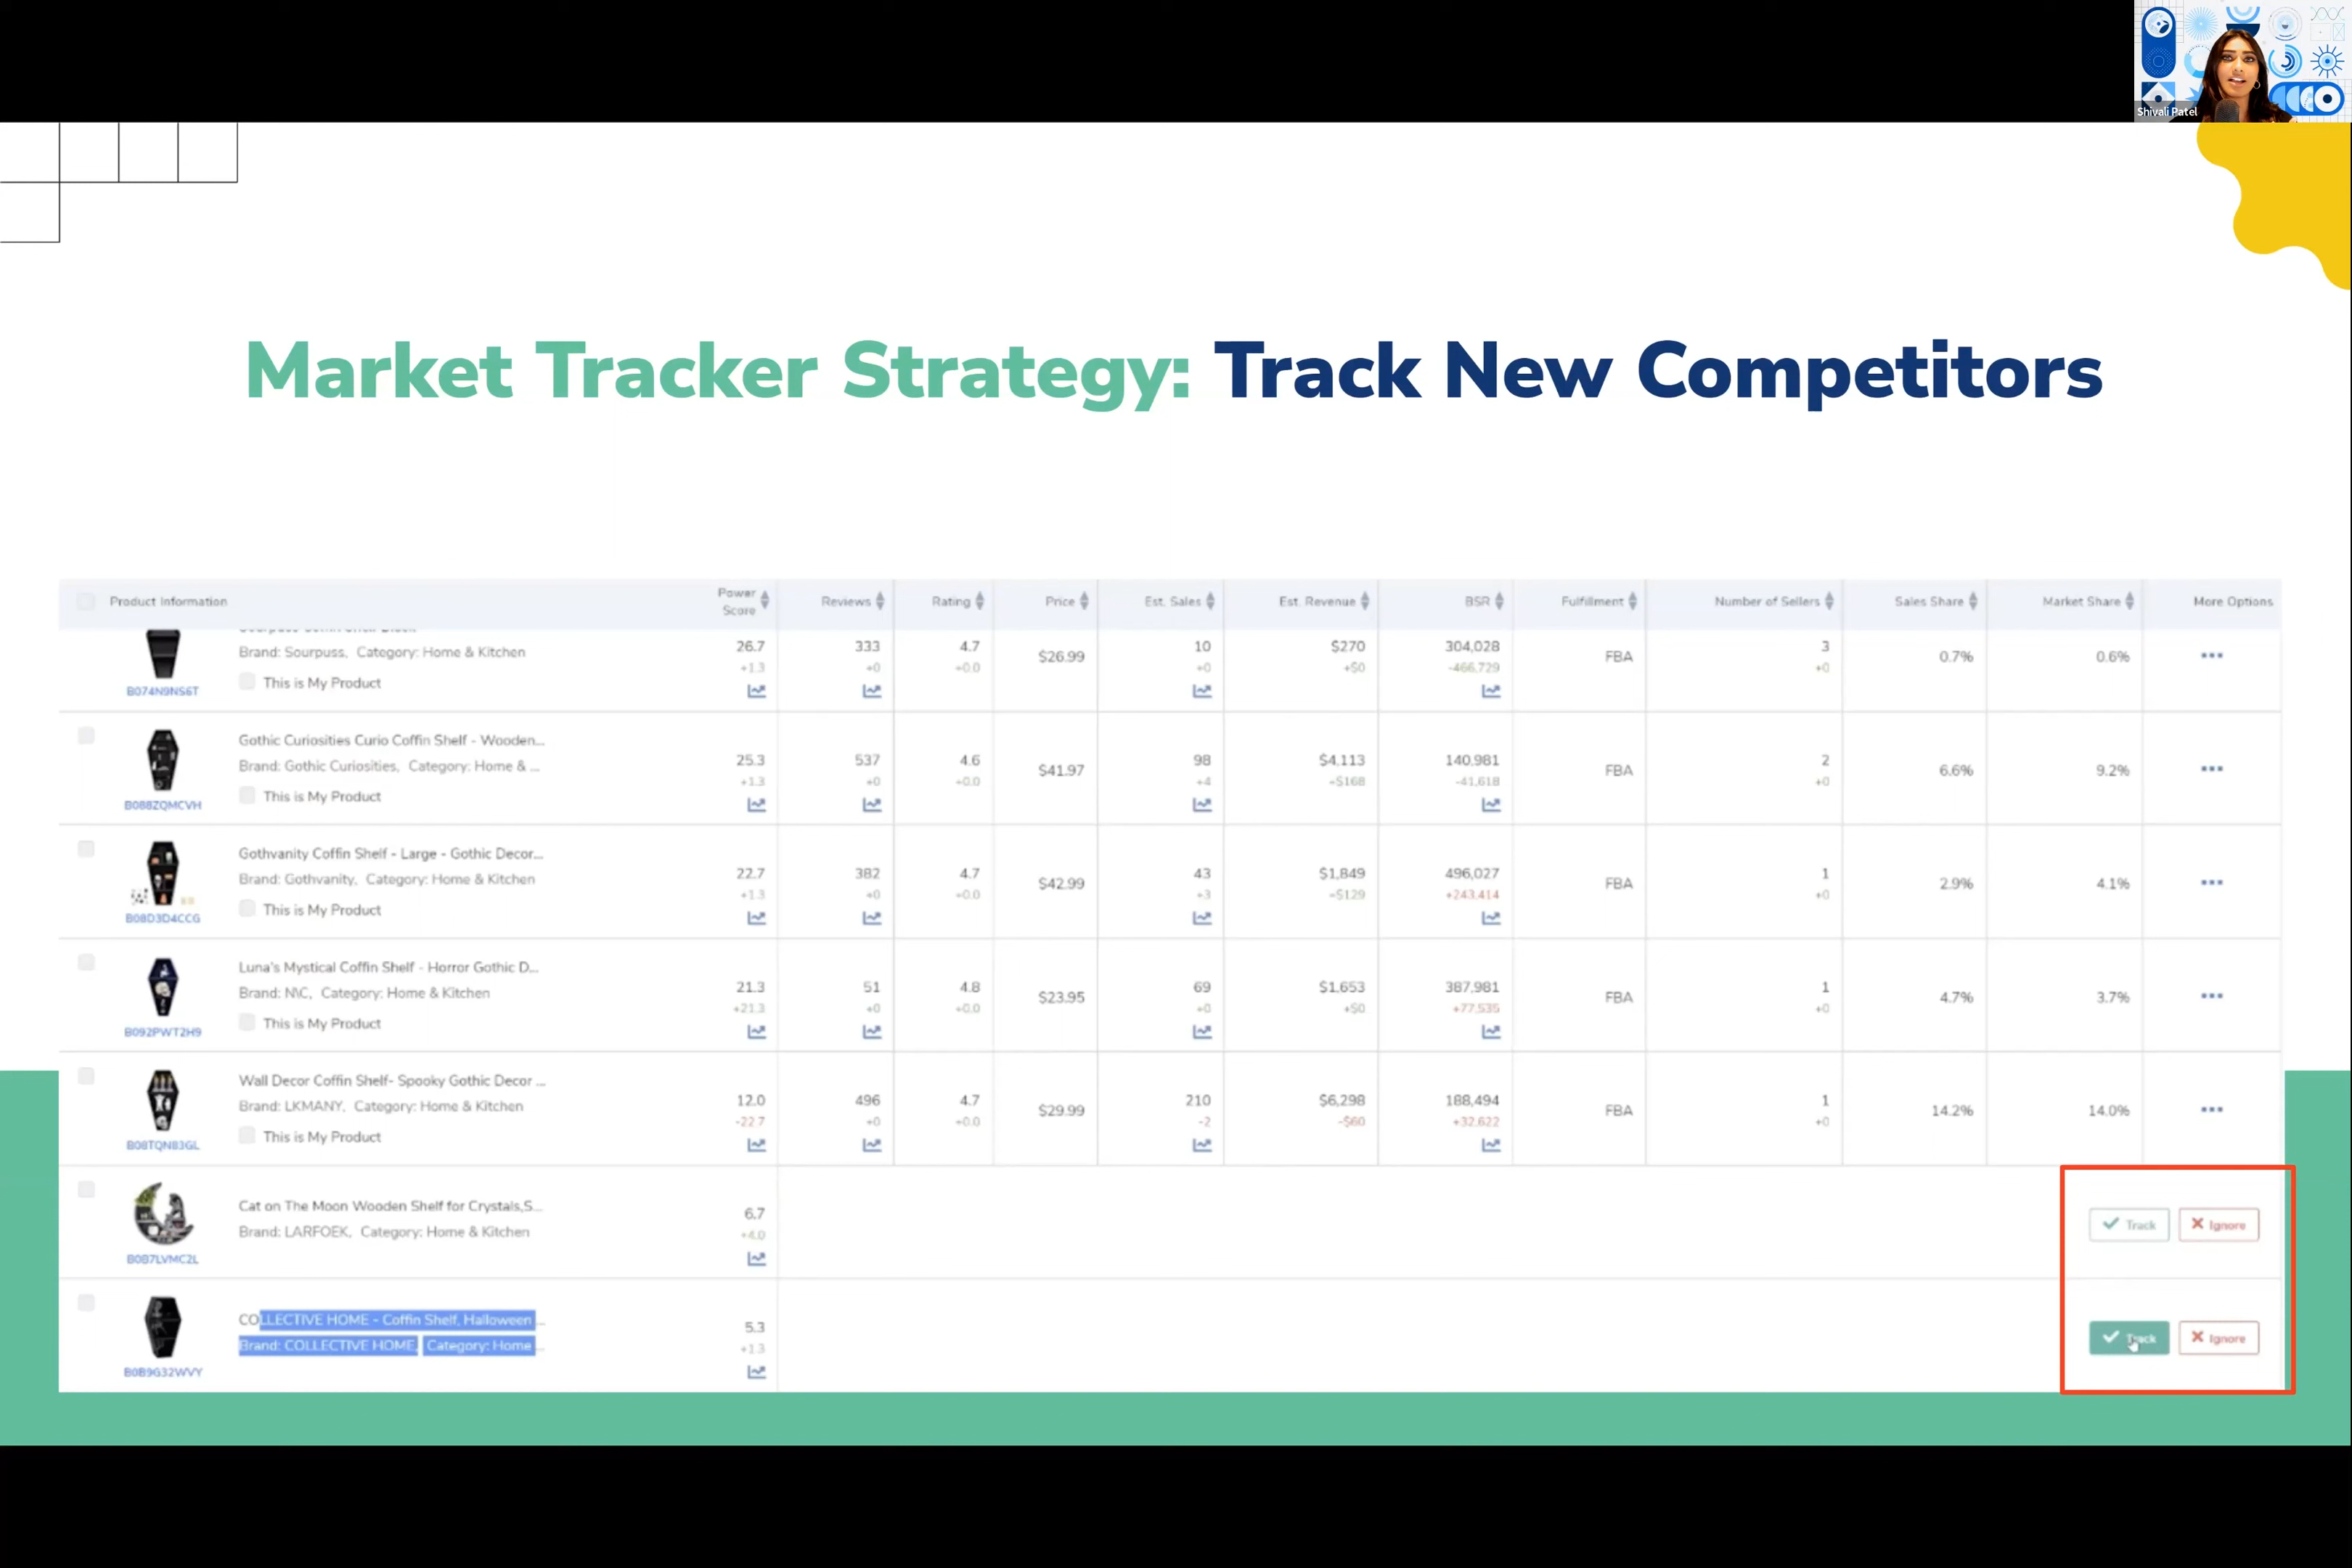 Shivali Patel
Market Tracker Strategy: Track New Competitors
Product Information Power Score Reviews Rating Price Est. Sales Est. Revenue BSR Fulfillment Number of Sellers Sales Share Market Share More Options
26.7 333 4.7 $26.99 10 $270 304,028 FBA 3 0.7% 0.6%
Brand: Sourpuss, Category: Home & Kitchen
+1.3 +0 +0.0 +0 +$0 -466,729 +0
This is My Product
B074N9NS6T
Gothic Curiosities Curio Coffin Shelf - Wooden...
Brand: Gothic Curiosities, Category: Home & ...
25.3 537 4.6 $41.97 98 $4,113 140,981 FBA 2 6.6% 9.2%
+1.3 +0 +0.0 +4 +$168 -41,618 +0
This is My Product
B088ZQMCVH
Gothvanity Coffin Shelf - Large - Gothic Decor...
Brand: Gothvanity, Category: Home & Kitchen
22.7 382 4.7 $42.99 43 $1,849 496,027 FBA 1 2.9% 4.1%
+1.3 +0 +0.0 +3 +$129 +243,414 +0
This is My Product
B08D3D4CCG
Luna's Mystical Coffin Shelf - Horror Gothic D...
Brand: N\C, Category: Home & Kitchen
21.3 51 4.8 $23.95 69 $1,653 387,981 FBA 1 4.7% 3.7%
+21.3 +0 +0.0 +0 +$0 +77,535 +0
This is My Product
B092PWT2H9
Wall Decor Coffin Shelf- Spooky Gothic Decor ...
Brand: LKMANY, Category: Home & Kitchen
12.0 496 4.7 $29.99 210 $6,298 188,494 FBA 1 14.2% 14.0%
-22.7 +0 +0.0 -2 -$60 +32,622 +0
This is My Product
B08TQNB3GL
Cat on The Moon Wooden Shelf for Crystals,S...
Brand: LARFOEK, Category: Home & Kitchen
6.7
+4.0
Track Ignore
B0B7LVMC2L
COLLECTIVE HOME - Coffin Shelf, Halloween ...
Brand: COLLECTIVE HOME, Category: Home ...
5.3
+1.3
Track Ignore
B0B9G32WVY